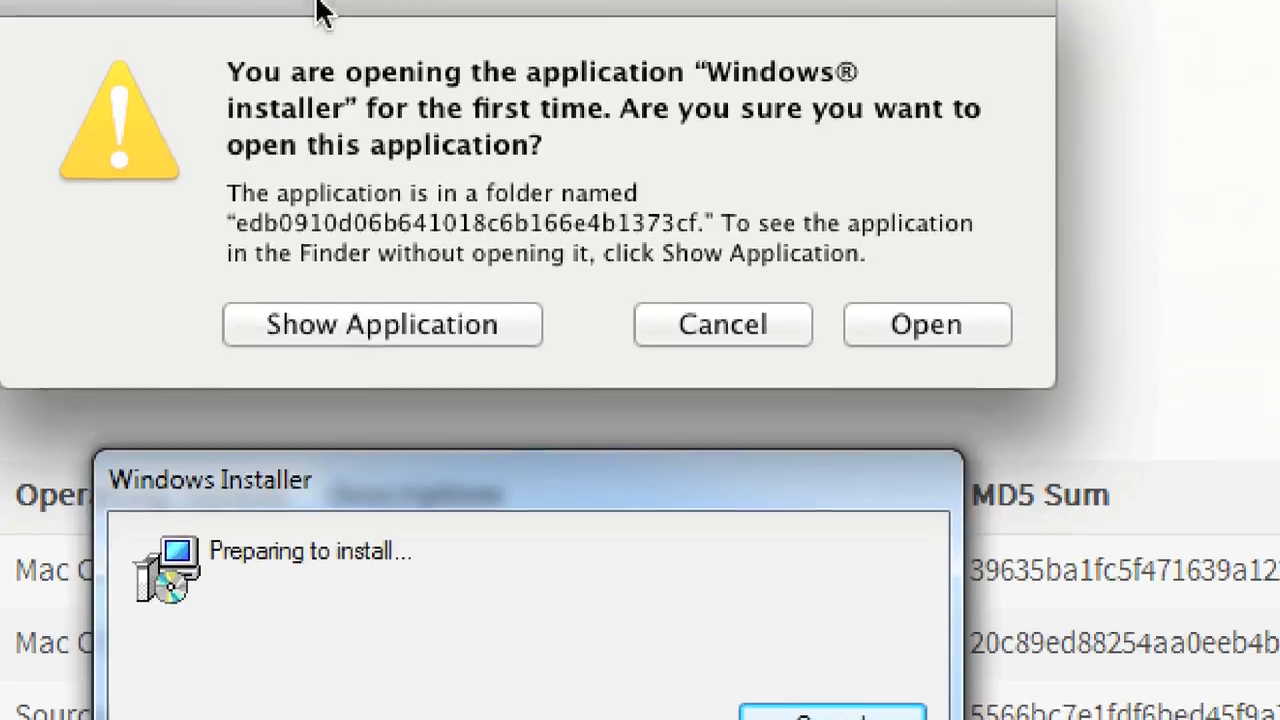 You are opening the application “Windows®
installer” for the first time. Are you sure you want to
open this application?
The application is in a folder named
“edb0910d06b641018c6b166e4b1373cf.” To see the application
in the Finder without opening it, click Show Application.
Show Application Cancel Open
Windows Installer
Preparing to install...
Opera
MD5 Sum
Mac O
39635ba1fc5f471639a12
Mac O
20c89ed88254aa0eeb4b
Sourc
5566bc7e1fdf6bed45f9a